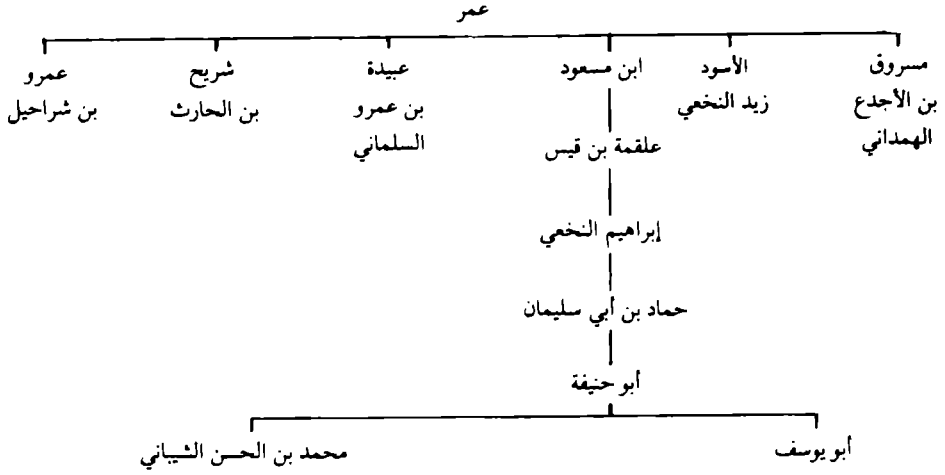 عمر
مسروق
بن الأجدع
الهمداني
الأسود
زيد النخعي
ابن مسعود
عبيدة
بن عمرو
السلماني
شريح
بن الحارث
عمرو
بن شراحيل
علقمة بن قيس
إبراهيم النخعي
حماد بن أبي سليمان
أبو حنيفة
أبو يوسف
محمد بن الحسن الشيباني